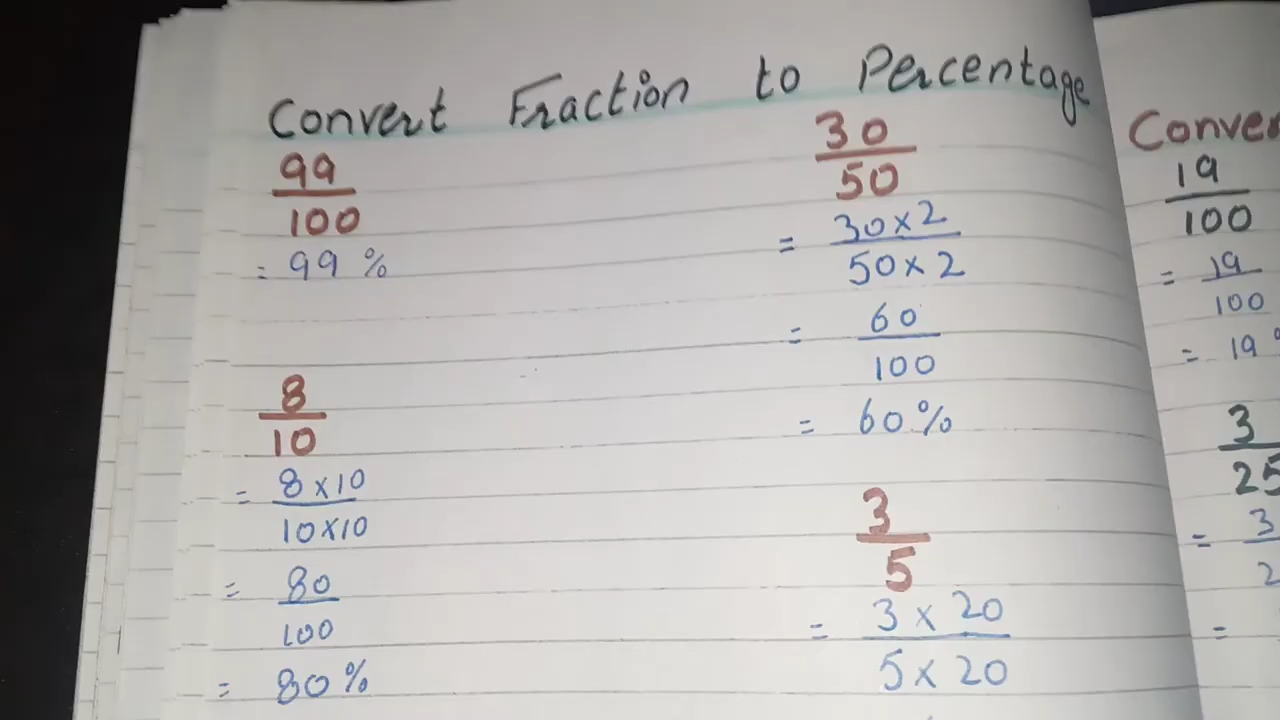 Convert Fraction to Percentage
99
100
= 99 %
8
10
= 8 x 10
10 x 10
= 80
100
= 80 %
30
50
= 30 x 2
50 x 2
= 60
100
= 60 %
3
5
= 3 x 20
5 x 20
19
100
= 19
100
= 19
3
25
= 3
2
=